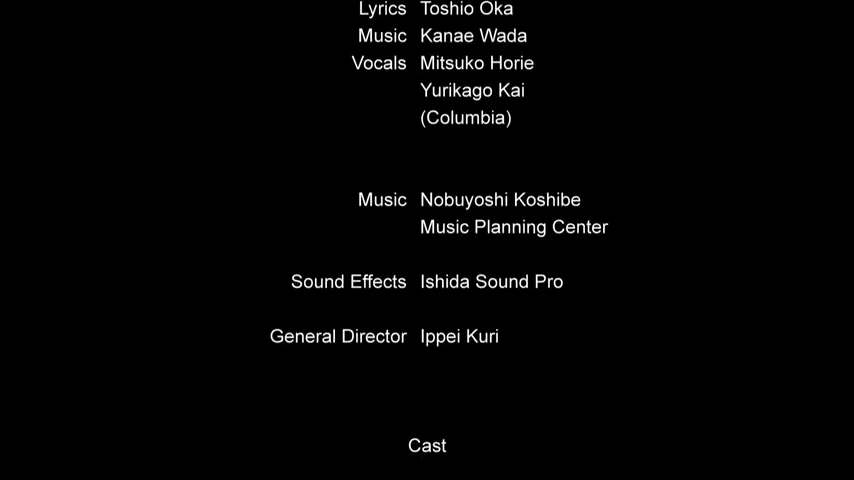 Lyrics Toshio Oka
Music Kanae Wada
Vocals Mitsuko Horie
Yurikago Kai
(Columbia)
Music Nobuyoshi Koshibe
Music Planning Center
Sound Effects Ishida Sound Pro
General Director Ippei Kuri
Cast